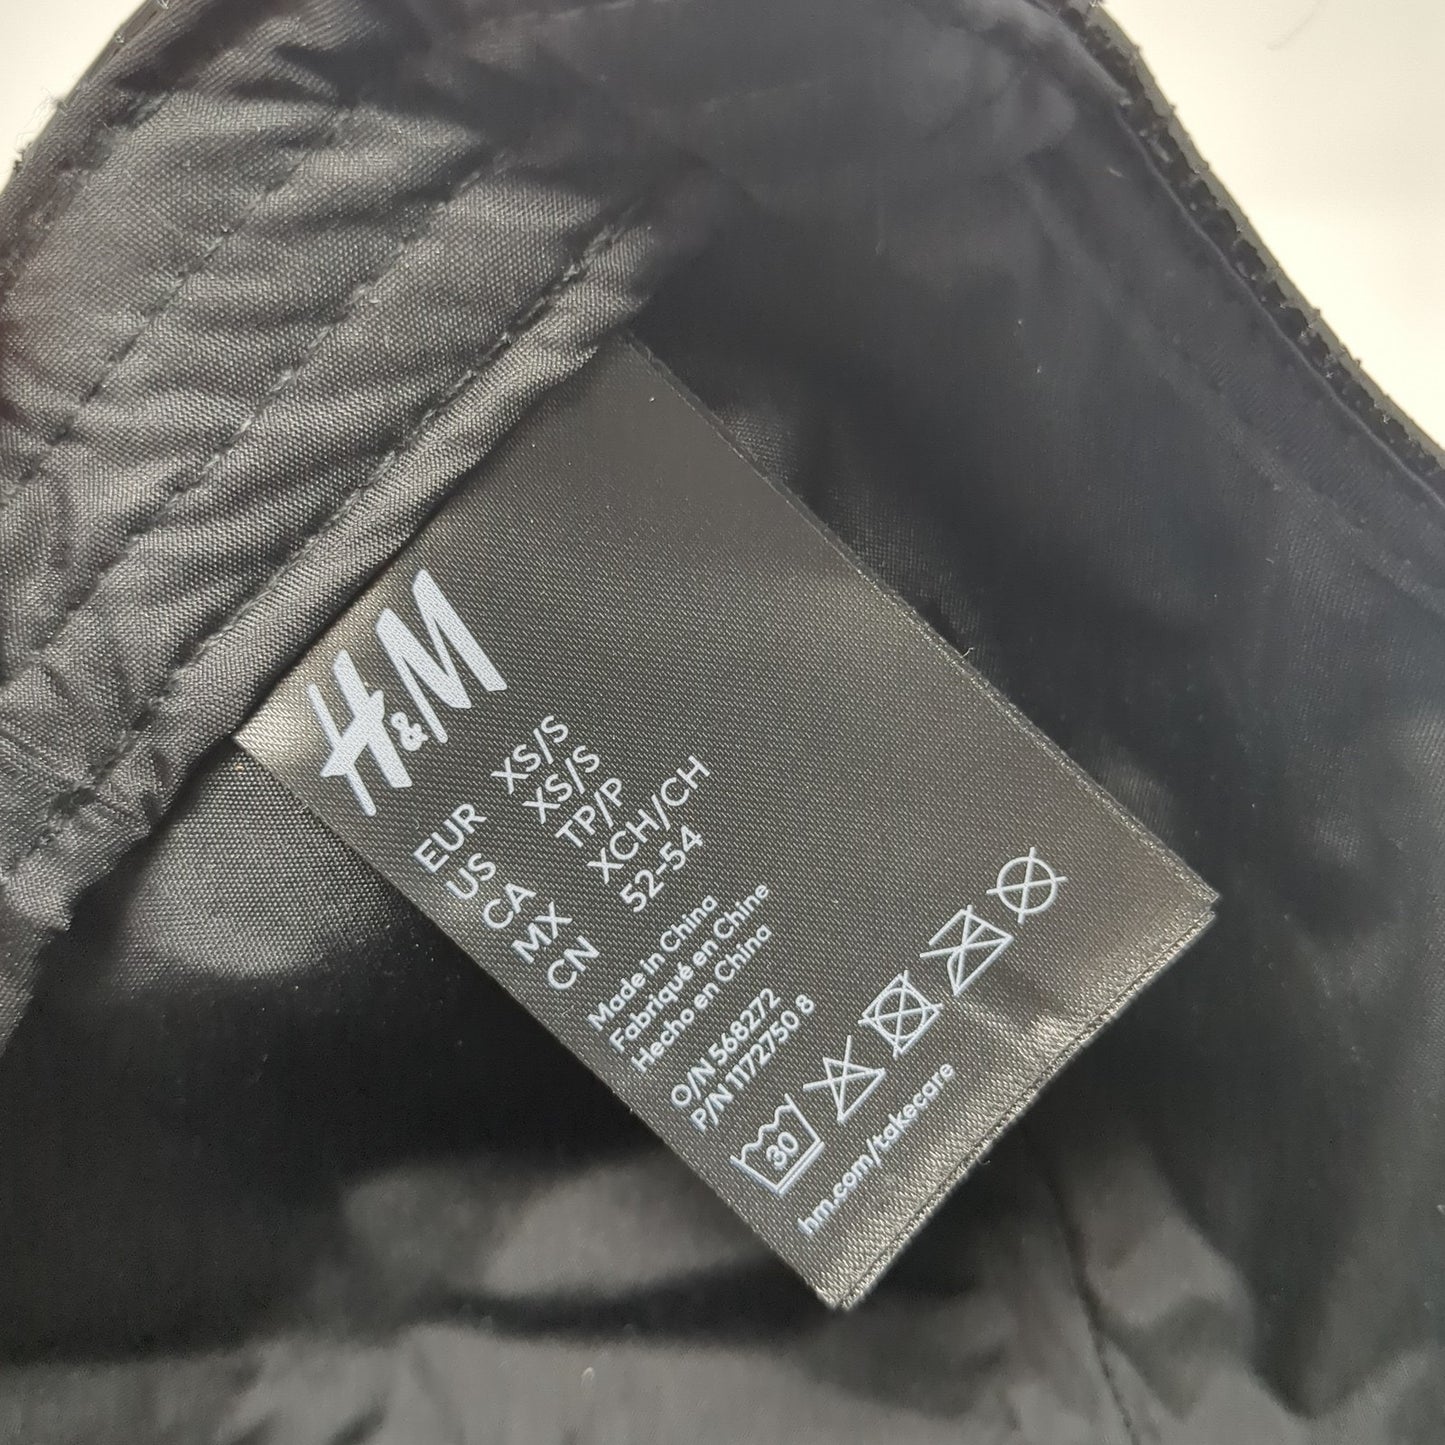 H&M
EUR XS/S
US XS/S
CA TP/P
MX XCH/CH
CN 52-54
Made in China
Fabriqué en Chine
Hecho en China
O/N 568272
P/N 1172750 8
30
hm.com/takecare